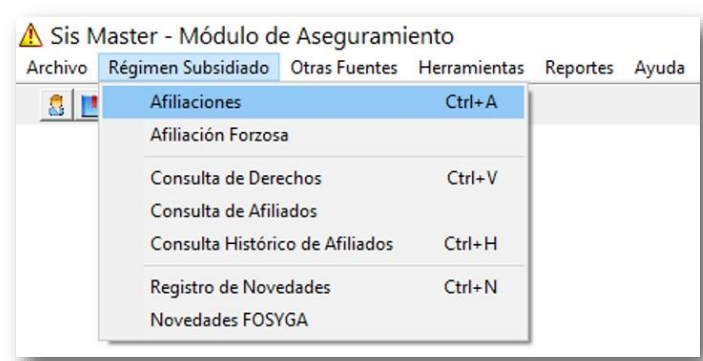 Sis Master - Módulo de Aseguramiento
Archivo Régimen Subsidiado Otras Fuentes Herramientas Reportes Ayuda
Afiliaciones Ctrl+A
Afiliación Forzosa
Consulta de Derechos Ctrl+V
Consulta de Afiliados
Consulta Histórico de Afiliados Ctrl+H
Registro de Novedades Ctrl+N
Novedades FOSYGA